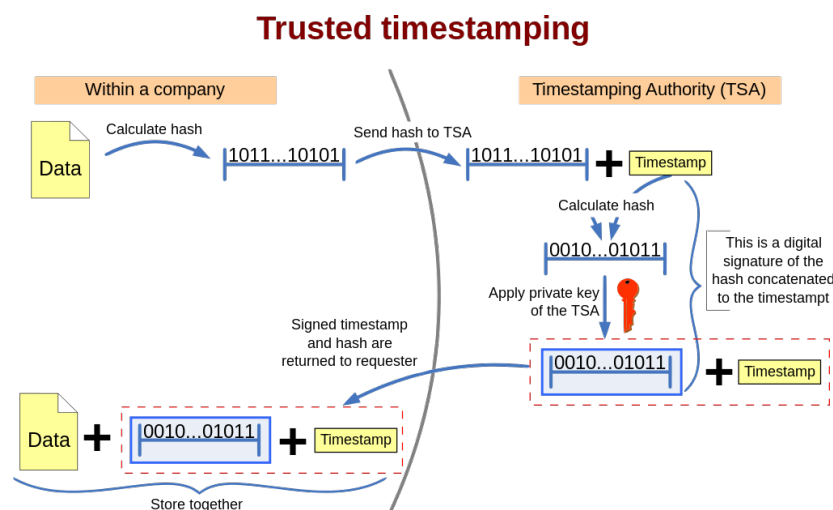 Trusted timestamping
Within a company
Timestamping Authority (TSA)
Data
Calculate hash
1011...10101
Send hash to TSA
1011...10101
+
Timestamp
Calculate hash
0010...01011
This is a digital
signature of the
hash concatenated
to the timestampt
Apply private key
of the TSA
0010...01011
+
Timestamp
Signed timestamp
and hash are
returned to requester
Data
+
0010...01011
+
Timestamp
Store together